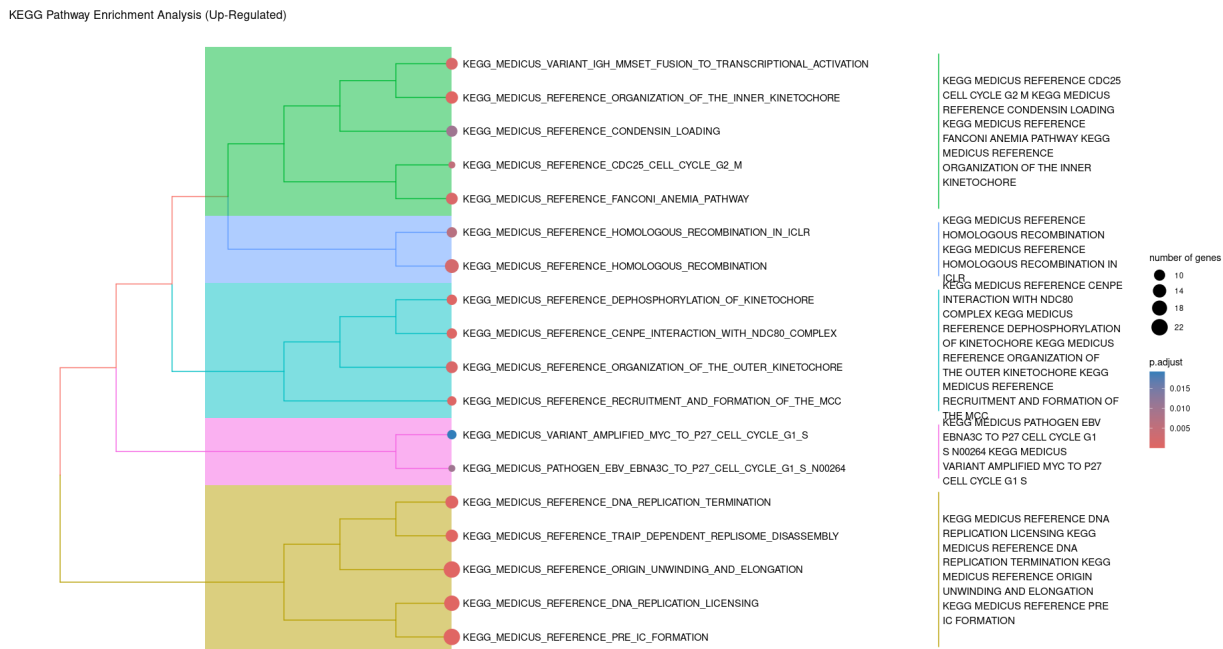 KEGG Pathway Enrichment Analysis (Up-Regulated)
KEGG_MEDICUS_VARIANT_IGH_MMSET_FUSION_TO_TRANSCRIPTIONAL_ACTIVATION
KEGG_MEDICUS_REFERENCE_ORGANIZATION_OF_THE_INNER_KINETOCHORE
KEGG_MEDICUS_REFERENCE_CONDENSIN_LOADING
KEGG_MEDICUS_REFERENCE_CDC25_CELL_CYCLE_G2_M
KEGG_MEDICUS_REFERENCE_FANCONI_ANEMIA_PATHWAY
KEGG_MEDICUS_REFERENCE_HOMOLOGOUS_RECOMBINATION_IN_ICLR
KEGG_MEDICUS_REFERENCE_HOMOLOGOUS_RECOMBINATION
KEGG_MEDICUS_REFERENCE_DEPHOSPHORYLATION_OF_KINETOCHORE
KEGG_MEDICUS_REFERENCE_CENPE_INTERACTION_WITH_NDC80_COMPLEX
KEGG_MEDICUS_REFERENCE_ORGANIZATION_OF_THE_OUTER_KINETOCHORE
KEGG_MEDICUS_REFERENCE_RECRUITMENT_AND_FORMATION_OF_THE_MCC
KEGG_MEDICUS_VARIANT_AMPLIFIED_MYC_TO_P27_CELL_CYCLE_G1_S
KEGG_MEDICUS_PATHOGEN_EBV_EBNA3C_TO_P27_CELL_CYCLE_G1_S_N00264
KEGG_MEDICUS_REFERENCE_DNA_REPLICATION_TERMINATION
KEGG_MEDICUS_REFERENCE_TRAIP_DEPENDENT_REPLISOME_DISASSEMBLY
KEGG_MEDICUS_REFERENCE_ORIGIN_UNWINDING_AND_ELONGATION
KEGG_MEDICUS_REFERENCE_DNA_REPLICATION_LICENSING
KEGG_MEDICUS_REFERENCE_PRE_IC_FORMATION
KEGG MEDICUS REFERENCE CDC25
CELL CYCLE G2 M KEGG MEDICUS
REFERENCE CONDENSIN LOADING
KEGG MEDICUS REFERENCE
FANCONI ANEMIA PATHWAY KEGG
MEDICUS REFERENCE
ORGANIZATION OF THE INNER
KINETOCHORE
KEGG MEDICUS REFERENCE
HOMOLOGOUS RECOMBINATION
KEGG MEDICUS REFERENCE
HOMOLOGOUS RECOMBINATION IN
ICLR
KEGG MEDICUS REFERENCE CENPE
INTERACTION WITH NDC80
COMPLEX KEGG MEDICUS
REFERENCE DEPHOSPHORYLATION
OF KINETOCHORE KEGG MEDICUS
REFERENCE ORGANIZATION OF
THE OUTER KINETOCHORE KEGG
MEDICUS REFERENCE
RECRUITMENT AND FORMATION OF
THE MCC
KEGG MEDICUS PATHOGEN EBV
EBNA3C TO P27 CELL CYCLE G1
S N00264 KEGG MEDICUS
VARIANT AMPLIFIED MYC TO P27
CELL CYCLE G1 S
KEGG MEDICUS REFERENCE DNA
REPLICATION LICENSING KEGG
MEDICUS REFERENCE DNA
REPLICATION TERMINATION KEGG
MEDICUS REFERENCE ORIGIN
UNWINDING AND ELONGATION
KEGG MEDICUS REFERENCE PRE
IC FORMATION
number of genes
10
14
18
22
p.adjust
0.015
0.010
0.005